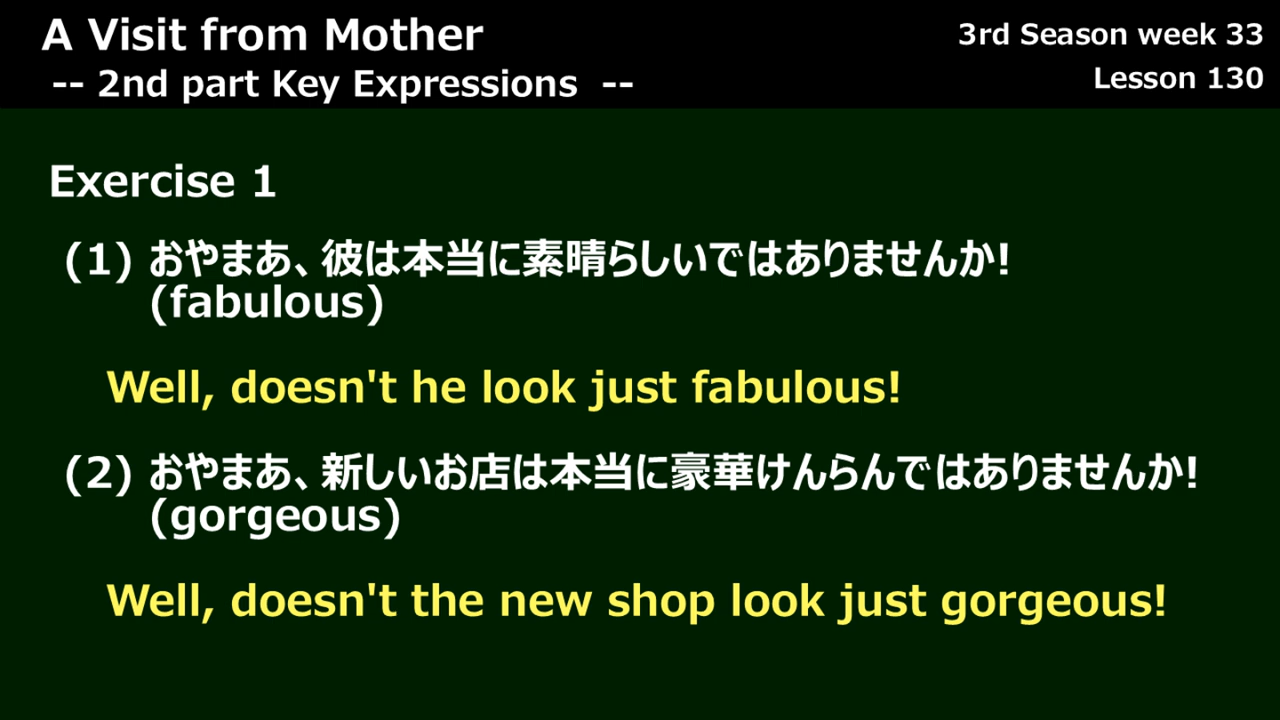 A Visit from Mother
-- 2nd part Key Expressions --
3rd Season week 33
Lesson 130
Exercise 1
(1) おやまあ、彼は本当に素晴らしいではありませんか!
(fabulous)
Well, doesn't he look just fabulous!
(2) おやまあ、新しいお店は本当に豪華けんらんではありませんか!
(gorgeous)
Well, doesn't the new shop look just gorgeous!